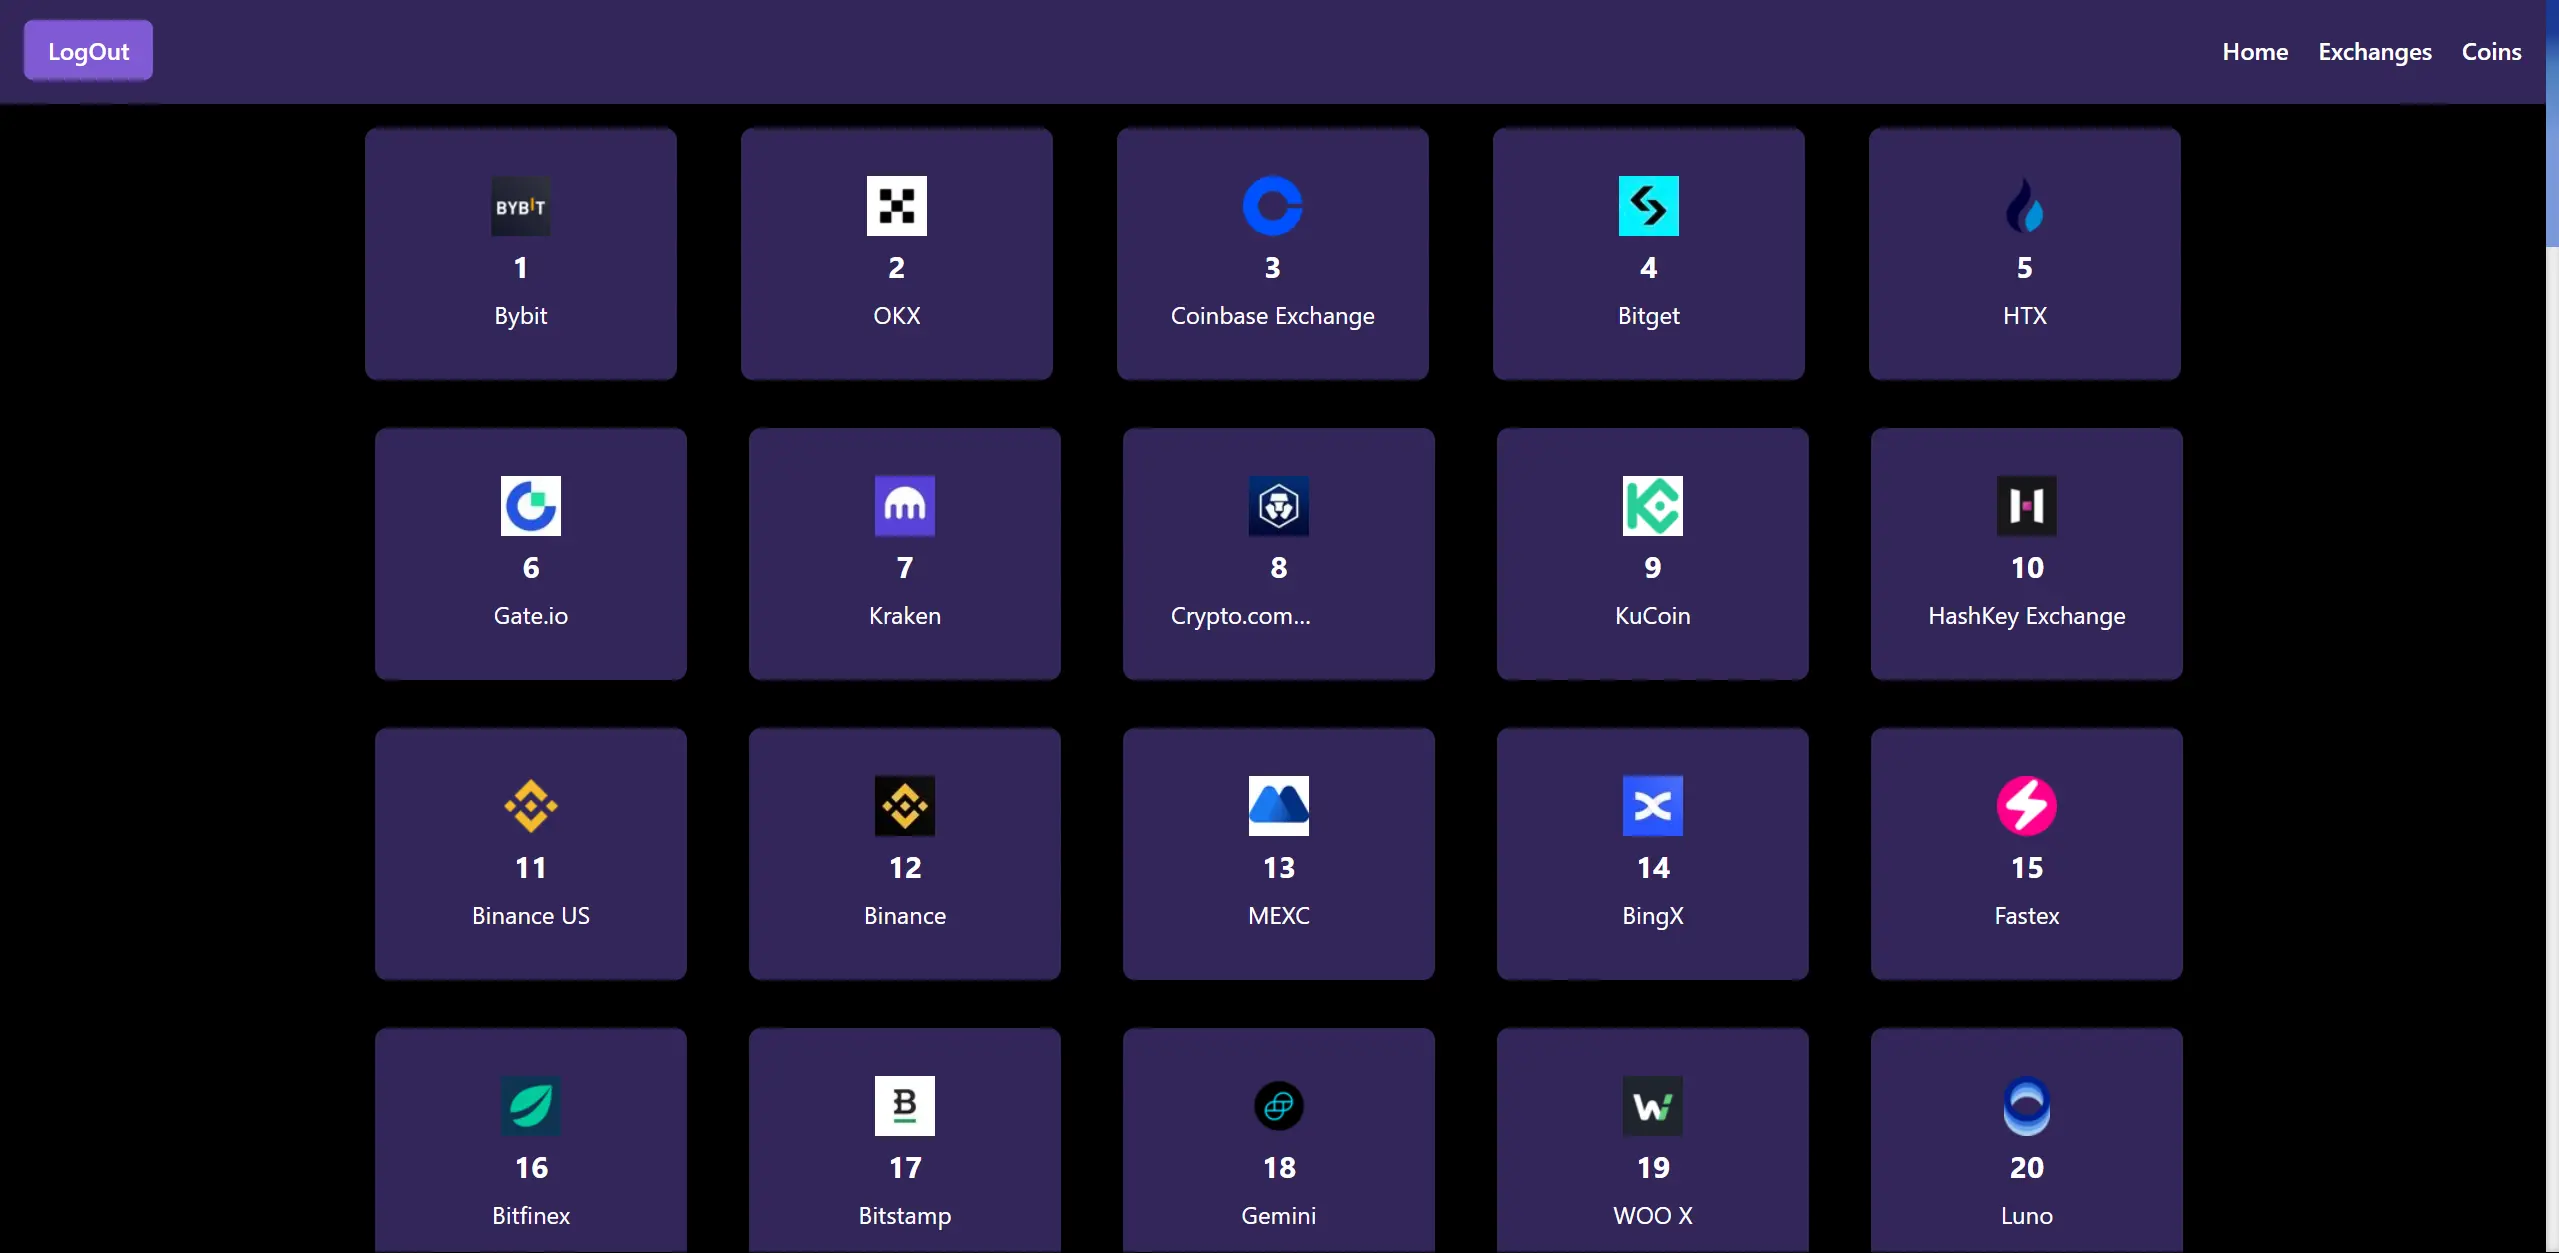 LogOut Home Exchanges Coins
BYBIT
1 2 3 4 5
Bybit OKX Coinbase Exchange Bitget HTX
6 7 8 9 10
Gate.io Kraken Crypto.com... KuCoin HashKey Exchange
11 12 13 14 15
Binance US Binance MEXC BingX Fastex
B
16 17 18 19 20
Bitfinex Bitstamp Gemini WOO X Luno